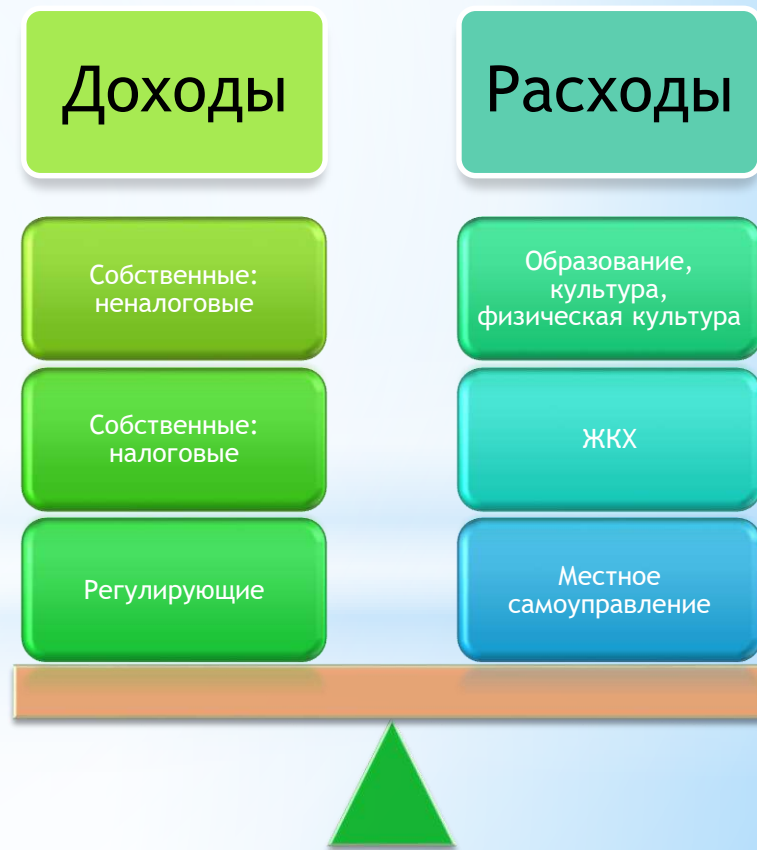 Доходы
Собственные:
неналоговые
Собственные:
налоговые
Регулирующие
Расходы
Образование,
культура,
физическая культура
ЖКХ
Местное
самоуправление